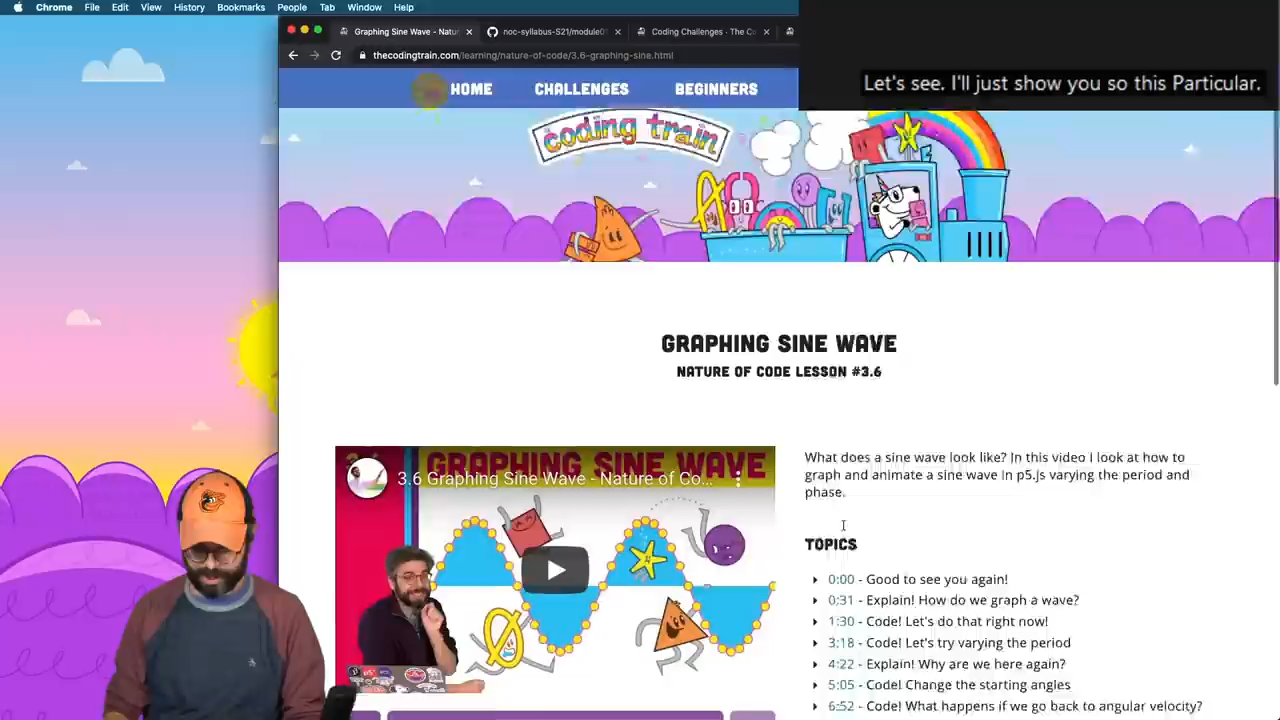 Chrome File Edit View History Bookmarks People Tab Window Help
Graphing Sine Wave - Natur
noc-syllabus-S21/module0
Coding Challenges - The Co
thecodingtrain.com/learning/nature-of-code/3.6-graphing-sine.html
Let's see. I'll just show you so this Particular.
HOME CHALLENGES BEGINNERS
coding train
GRAPHING SINE WAVE
NATURE OF CODE LESSON #3.6
GRAPHING SINE WAVE
3.6 Graphing Sine Wave - Nature of Co...
What does a sine wave look like? In this video I look at how to
graph and animate a sine wave in p5.js varying the period and
phase.
TOPICS
0:00 - Good to see you again!
0:31 - Explain! How do we graph a wave?
1:30 - Code! Let's do that right now!
3:18 - Code! Let's try varying the period
4:22 - Explain! Why are we here again?
5:05 - Code! Change the starting angles
6:52 - Code! What happens if we go back to angular velocity?